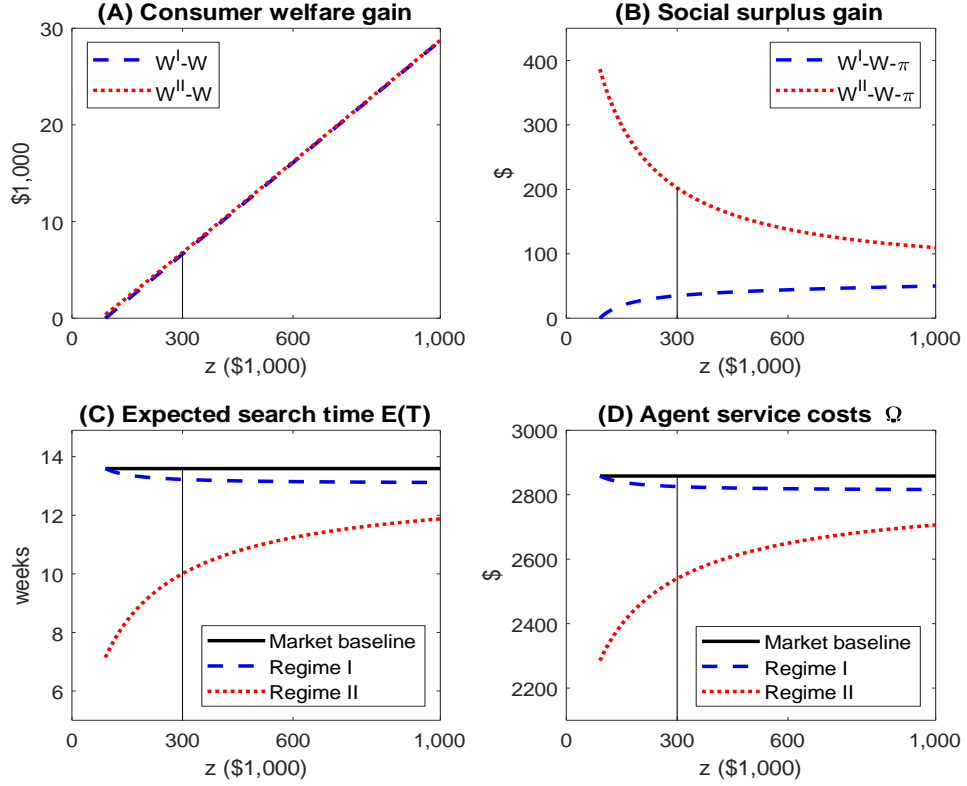 (A) Consumer welfare gain
30
20
10
0
$1,000
W^I-W
W^II-W
0
300
600
1,000
z ($1,000)
(B) Social surplus gain
400
300
200
100
0
$
W^I-W-π
W^II-W-π
0
300
600
1,000
z ($1,000)
(C) Expected search time E(T)
14
12
10
8
6
weeks
Market baseline
Regime I
Regime II
0
300
600
1,000
z ($1,000)
(D) Agent service costs Ω
3000
2800
2600
2400
2200
$
Market baseline
Regime I
Regime II
0
300
600
1,000
z ($1,000)